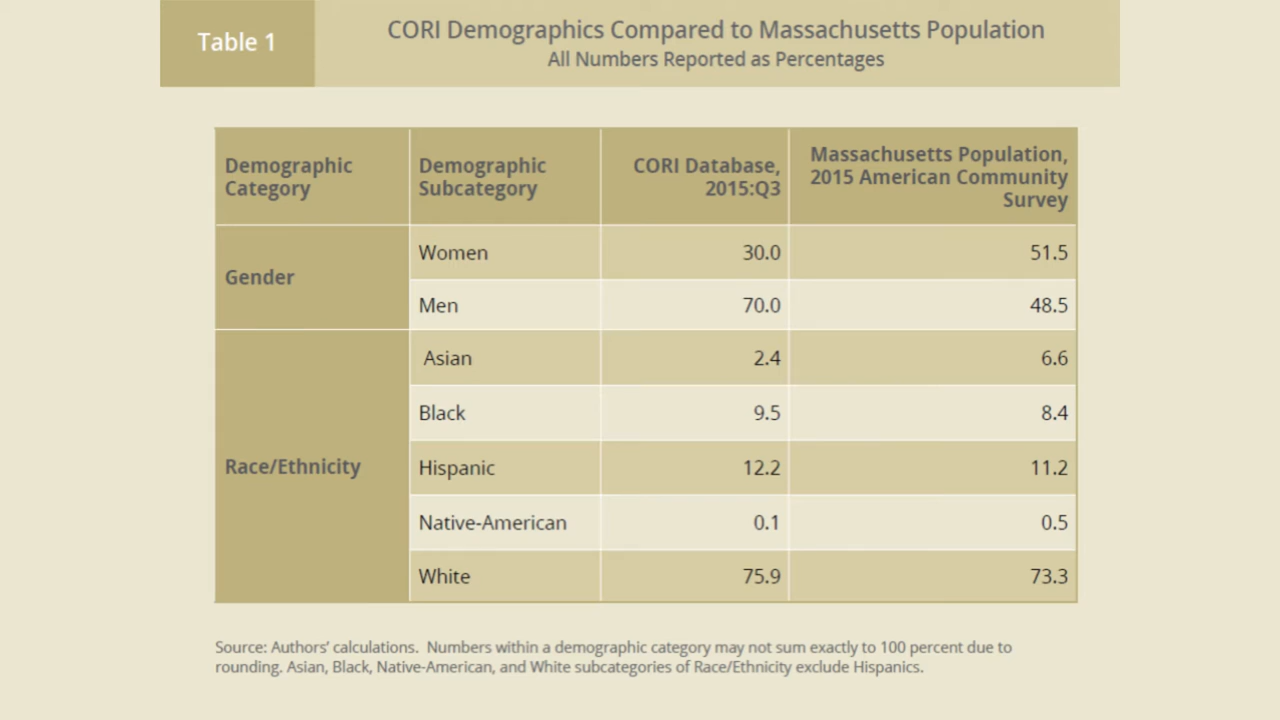 Table 1
CORI Demographics Compared to Massachusetts Population
All Numbers Reported as Percentages
Demographic Category
Demographic Subcategory
CORI Database, 2015:Q3
Massachusetts Population, 2015 American Community Survey
Gender
Women 30.0 51.5
Men 70.0 48.5
Race/Ethnicity
Asian 2.4 6.6
Black 9.5 8.4
Hispanic 12.2 11.2
Native-American 0.1 0.5
White 75.9 73.3
Source: Authors’ calculations. Numbers within a demographic category may not sum exactly to 100 percent due to
rounding. Asian, Black, Native-American, and White subcategories of Race/Ethnicity exclude Hispanics.